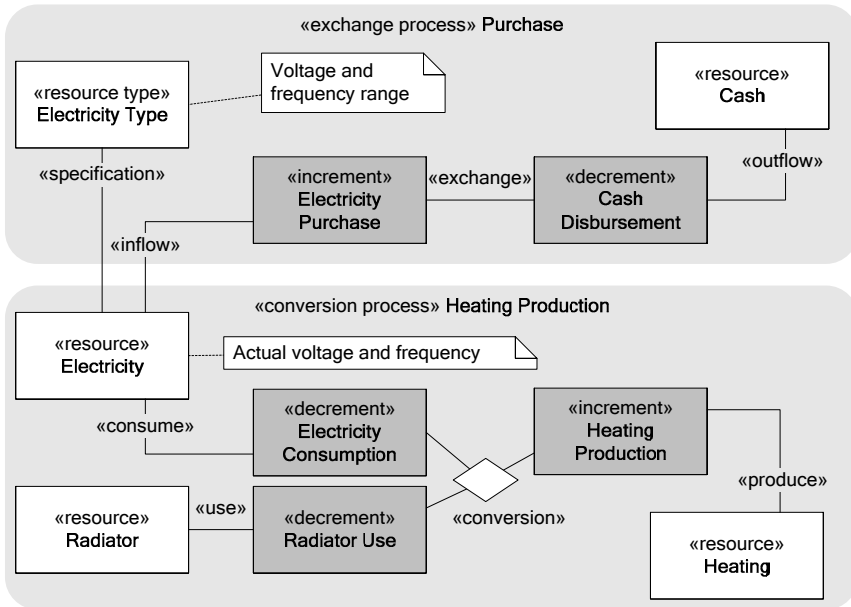 «exchange process» Purchase
«resource type»
Electricity Type
Voltage and
frequency range
«resource»
Cash
«specification»
«outflow»
«increment»
Electricity
Purchase
«exchange»
«decrement»
Cash
Disbursement
«inflow»
«conversion process» Heating Production
«resource»
Electricity
Actual voltage and frequency
«consume»
«decrement»
Electricity
Consumption
«increment»
Heating
Production
«produce»
«resource»
Radiator
«use»
«decrement»
Radiator Use
«conversion»
«resource»
Heating